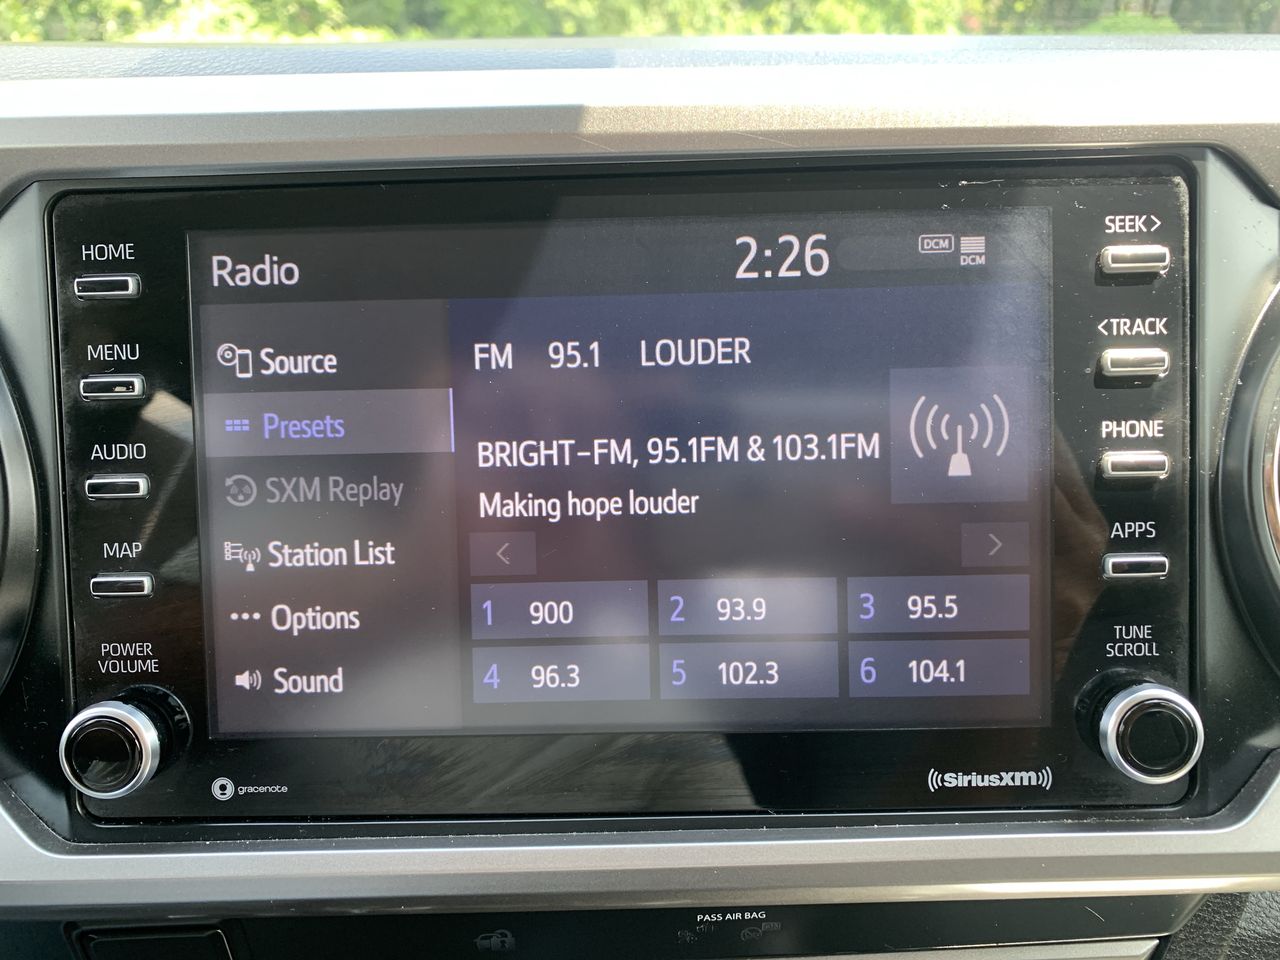 HOME
MENU
AUDIO
MAP
POWER
VOLUME
Radio
2:26
DCM
DCM
Source
Presets
SXM Replay
Station List
Options
Sound
FM 95.1 LOUDER
BRIGHT-FM, 95.1FM & 103.1FM
Making hope louder
<
>
1 900
2 93.9
3 95.5
4 96.3
5 102.3
6 104.1
SEEK>
<TRACK
PHONE
APPS
TUNE
SCROLL
gracenote
SiriusXM
PASS AIR BAG